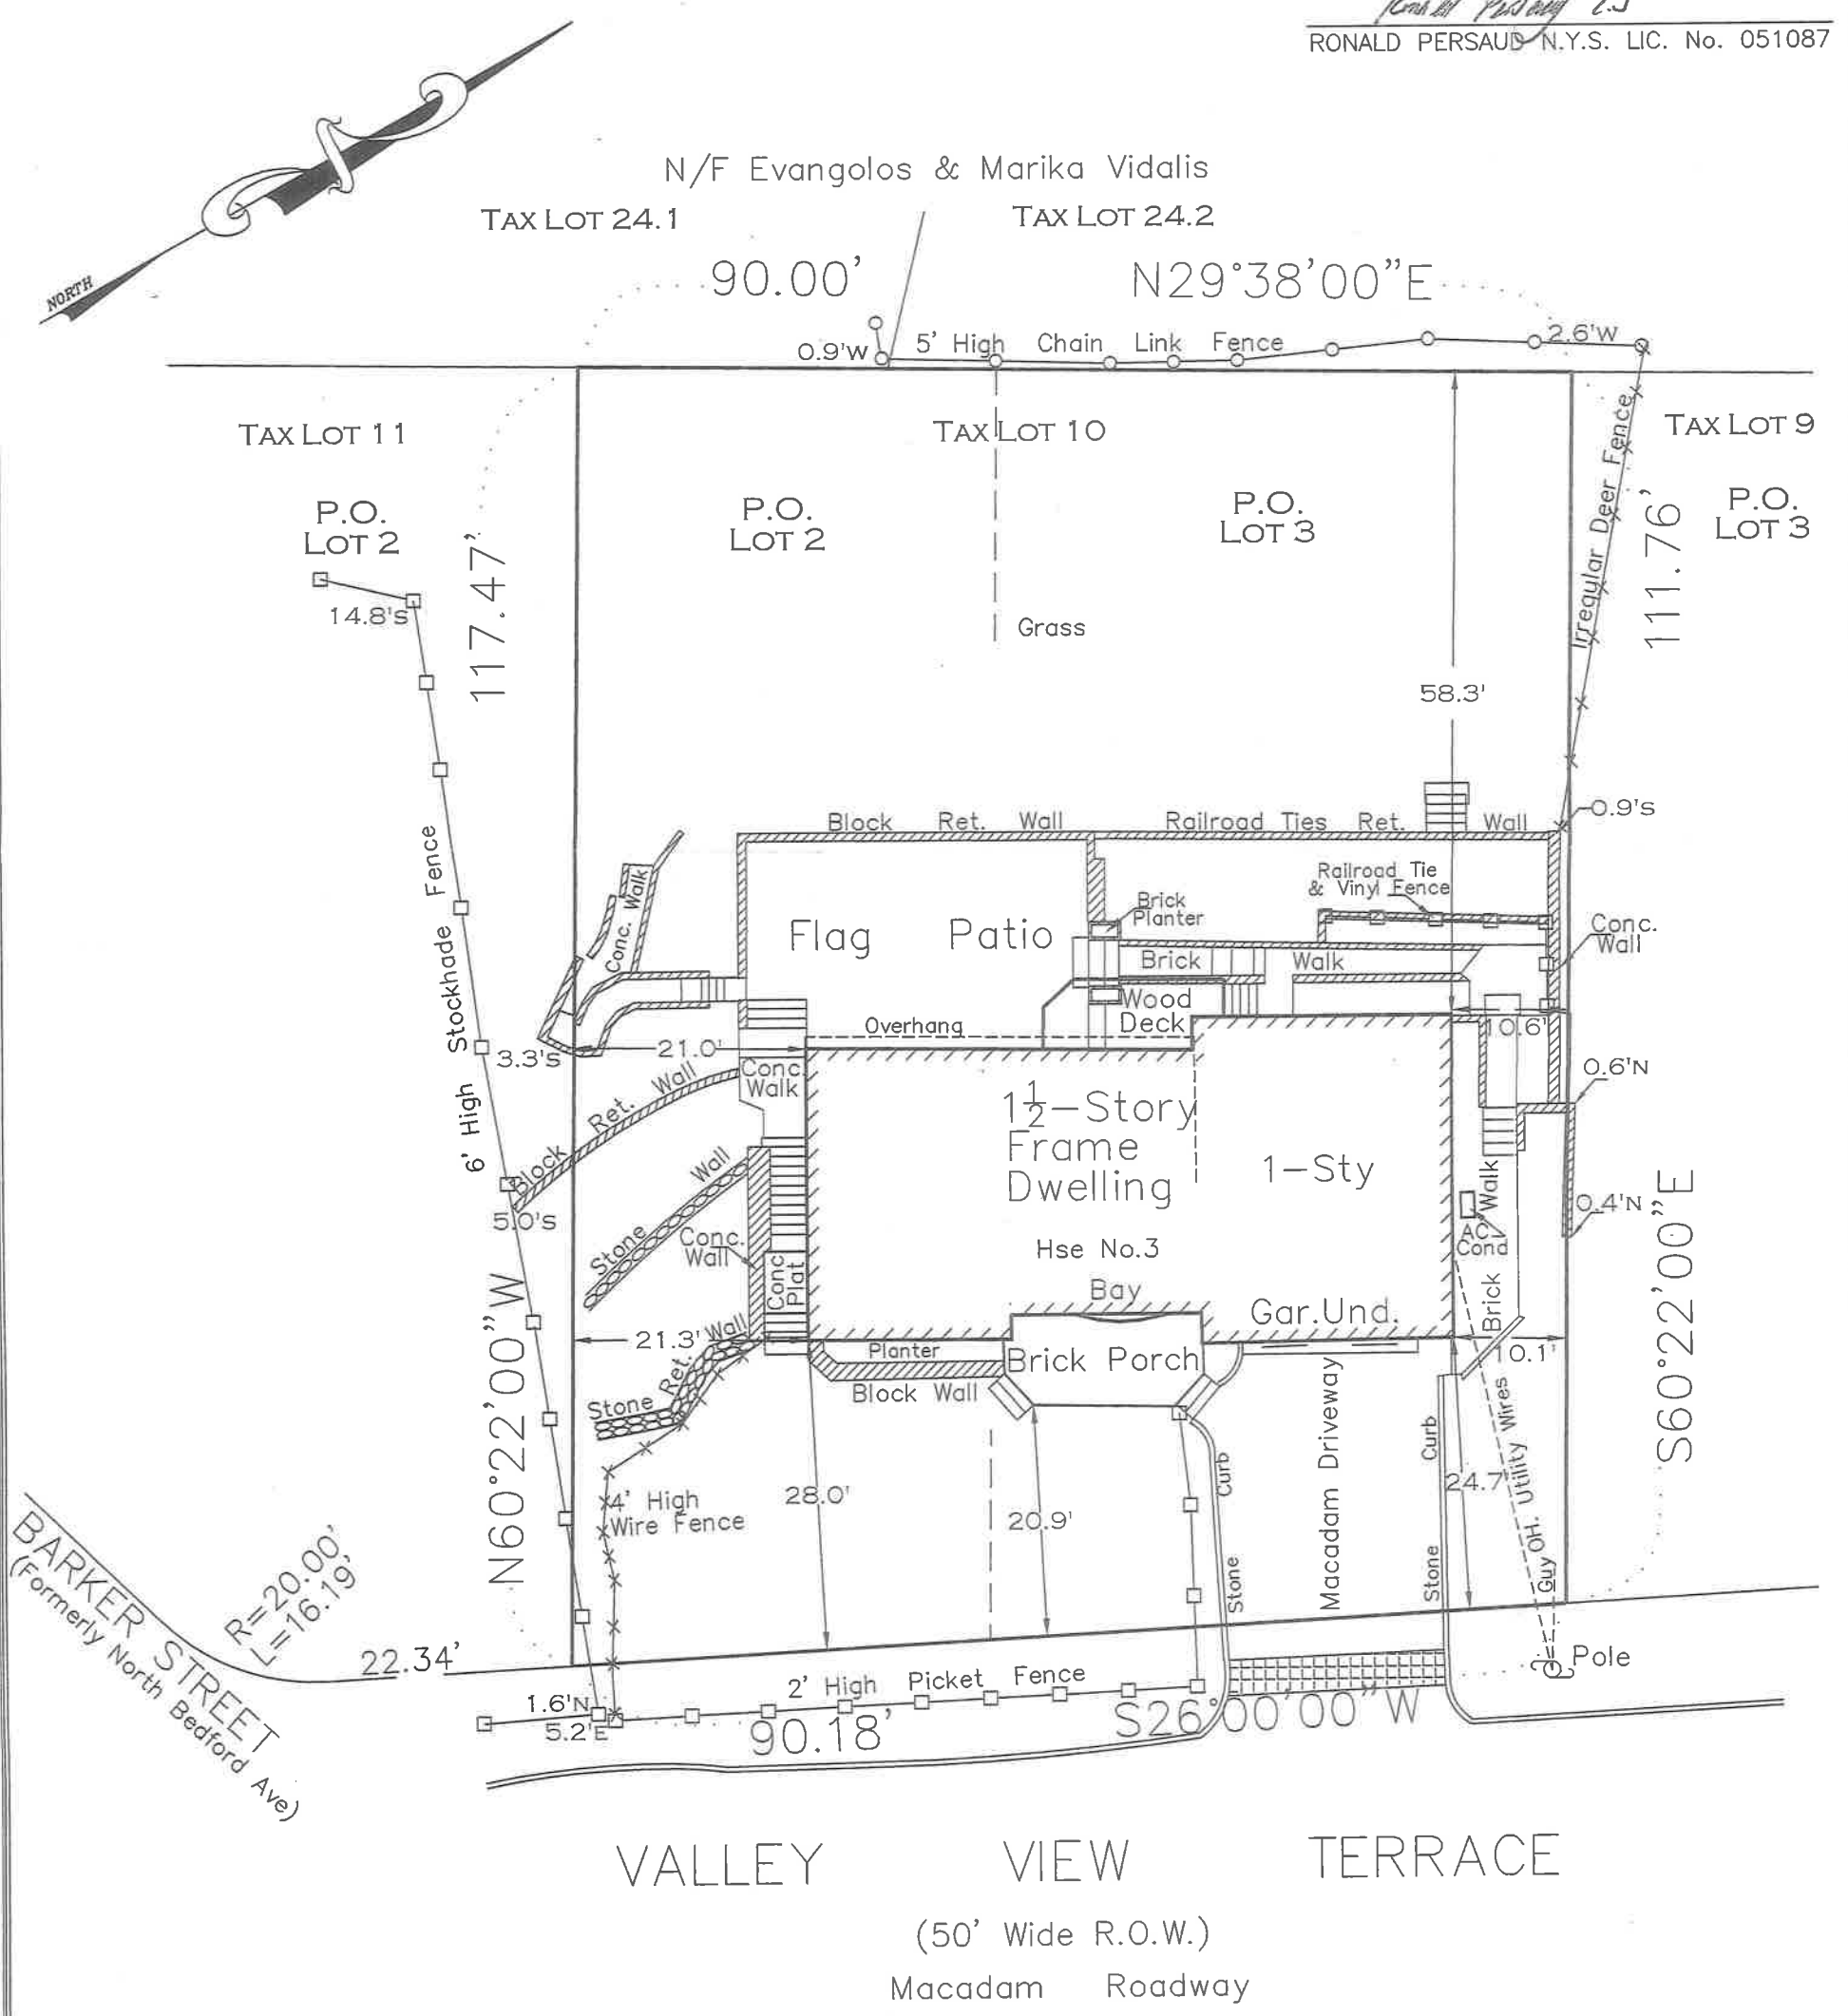 RONALD PERSAUD N.Y.S. LIC. No. 051087
NORTH
N/F Evangolos & Marika Vidalis
TAX LOT 24.1
TAX LOT 24.2
90.00'
N29°38'00"E
0.9'W
5' High Chain Link Fence
2.6'W
TAX LOT 11
TAX LOT 10
TAX LOT 9
P.O.
LOT 2
P.O.
LOT 2
P.O.
LOT 3
P.O.
LOT 3
14.8's
117.47'
Irregular Deer Fence
111.76'
Grass
58.3'
6' High Stockhade Fence
Block Ret. Wall
Railroad Ties Ret. Wall
0.9's
Conc. Walk
Railroad Tie
& Vinyl Fence
Brick
Planter
Conc.
Wall
Flag Patio
Brick Walk
Wood
Deck
Overhang
10.6'
3.3's
21.0'
Conc.
Walk
0.6'N
Block Ret. Wall
1½-Story
Frame
Dwelling
1-Sty
5.0's
Stone Wall
Conc.
Wall
Conc
Plat
Hse No.3
Bay
Gar.Und.
AC
Cond
Brick Walk
0.4'N
N60°22'00"W
S60°22'00"E
21.3'
Stone Ret. Wall
Planter
Block Wall
Brick Porch
10.1'
4' High
Wire Fence
28.0'
20.9'
Stone Curb
Macadam Driveway
Stone Curb
24.7'
OH. Utility Wires
Guy
Pole
BARKER STREET
(Formerly North Bedford Ave)
R=20.00'
L=16.19'
22.34'
1.6'N
5.2'E
2' High Picket Fence
90.18'
S26°00'00"W
VALLEY VIEW TERRACE
(50' Wide R.O.W.)
Macadam Roadway